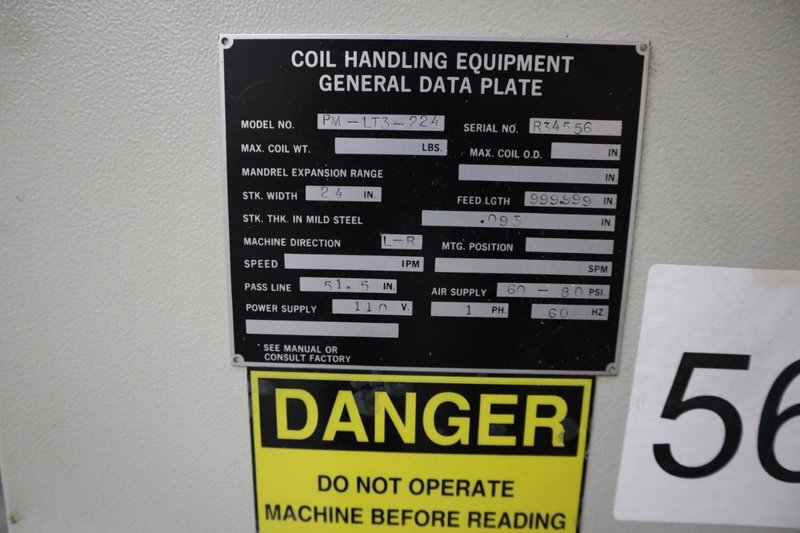 COIL HANDLING EQUIPMENT
GENERAL DATA PLATE
MODEL NO. PM-LT3-224 SERIAL NO. R34556
MAX. COIL WT. LBS. MAX. COIL O.D. IN.
MANDREL EXPANSION RANGE IN.
STK. WIDTH 24 IN. FEED LGTH 999.999 IN.
STK. THK. IN MILD STEEL .093 IN.
MACHINE DIRECTION L-R MTG. POSITION
SPEED IPM SPM
PASS LINE 51.5 IN. AIR SUPPLY 60 - 80 PSI.
POWER SUPPLY 110 V. 1 PH. 60 HZ
* SEE MANUAL OR
CONSULT FACTORY
DANGER
DO NOT OPERATE
MACHINE BEFORE READING
56